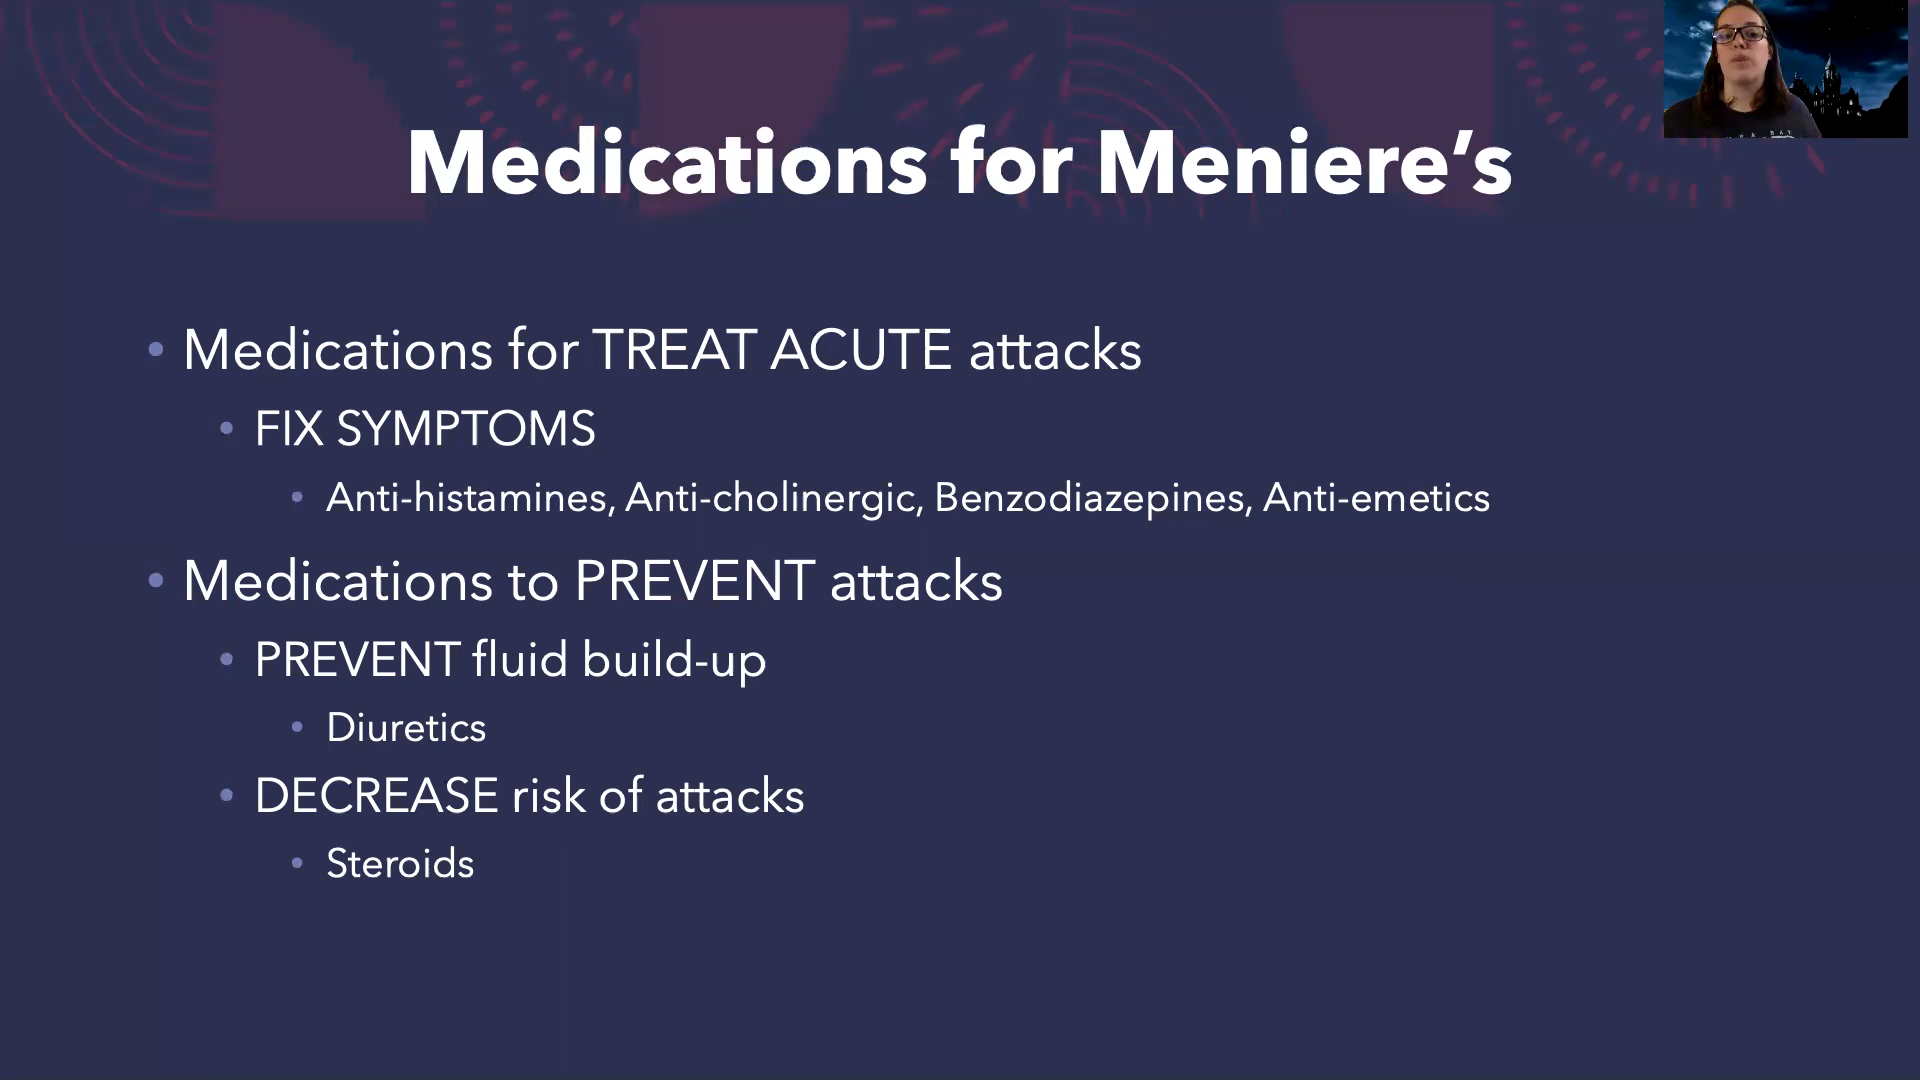 Medications for Meniere’s
• Medications for TREAT ACUTE attacks
• FIX SYMPTOMS
• Anti-histamines, Anti-cholinergic, Benzodiazepines, Anti-emetics
• Medications to PREVENT attacks
• PREVENT fluid build-up
• Diuretics
• DECREASE risk of attacks
• Steroids